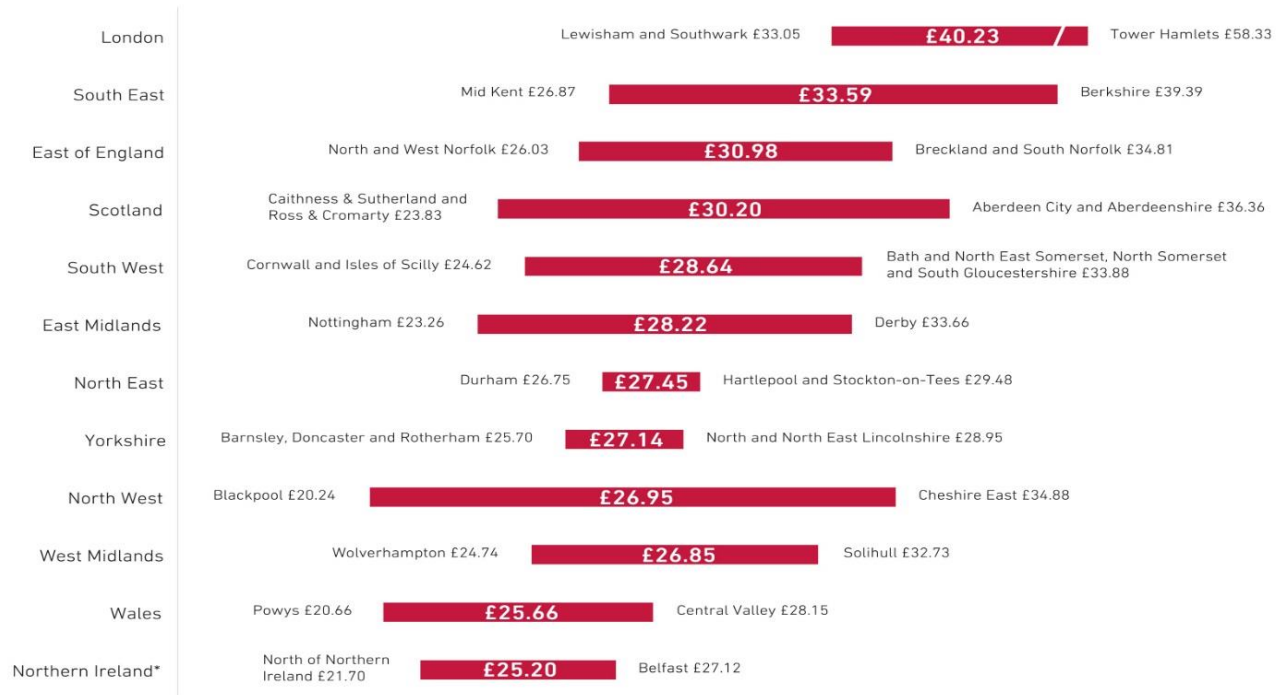 London
Lewisham and Southwark £33.05
£40.23
Tower Hamlets £58.33
South East
Mid Kent £26.87
£33.59
Berkshire £39.39
East of England
North and West Norfolk £26.03
£30.98
Breckland and South Norfolk £34.81
Scotland
Caithness & Sutherland and
Ross & Cromarty £23.83
£30.20
Aberdeen City and Aberdeenshire £36.36
South West
Cornwall and Isles of Scilly £24.62
£28.64
Bath and North East Somerset, North Somerset
and South Gloucestershire £33.88
East Midlands
Nottingham £23.26
£28.22
Derby £33.66
North East
Durham £26.75
£27.45
Hartlepool and Stockton-on-Tees £29.48
Yorkshire
Barnsley, Doncaster and Rotherham £25.70
£27.14
North and North East Lincolnshire £28.95
North West
Blackpool £20.24
£26.95
Cheshire East £34.88
West Midlands
Wolverhampton £24.74
£26.85
Solihull £32.73
Wales
Powys £20.66
£25.66
Central Valley £28.15
Northern Ireland*
North of Northern
Ireland £21.70
£25.20
Belfast £27.12